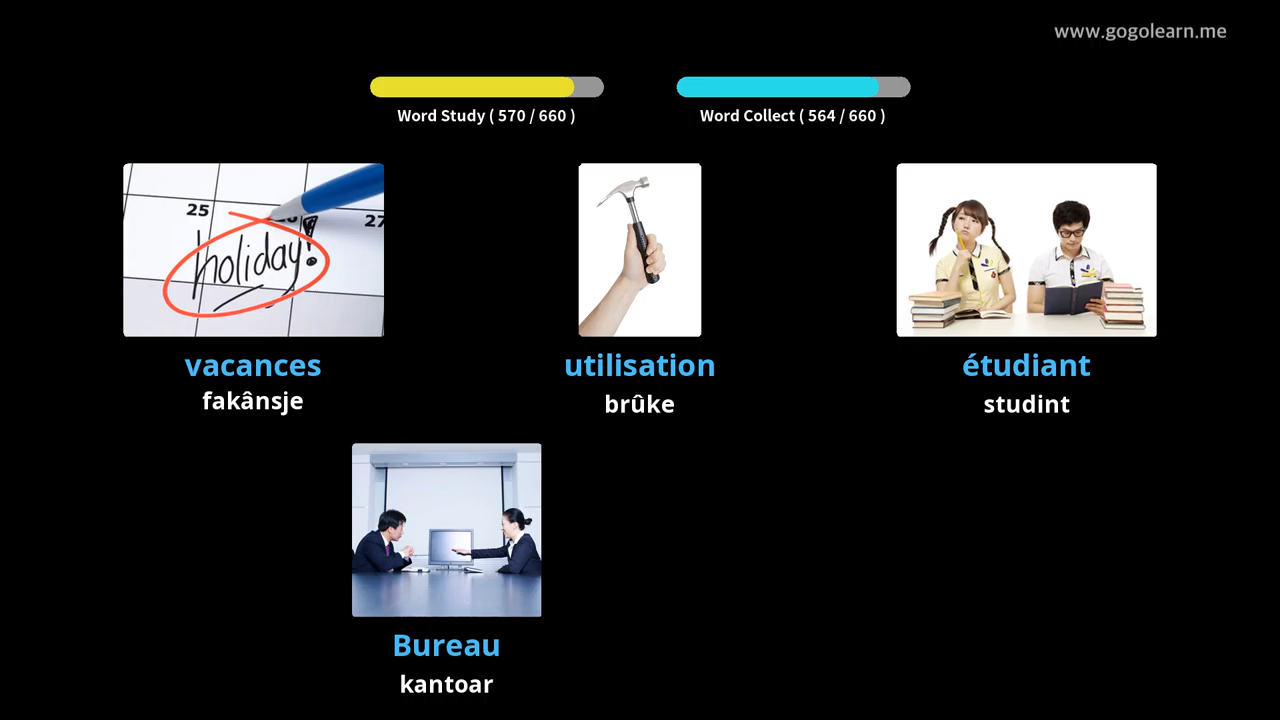 www.gogolearn.me
Word Study ( 570 / 660 )
Word Collect ( 564 / 660 )
25
27
holiday!
vacances
utilisation
étudiant
fakânsje
brûke
studint
Bureau
kantoar